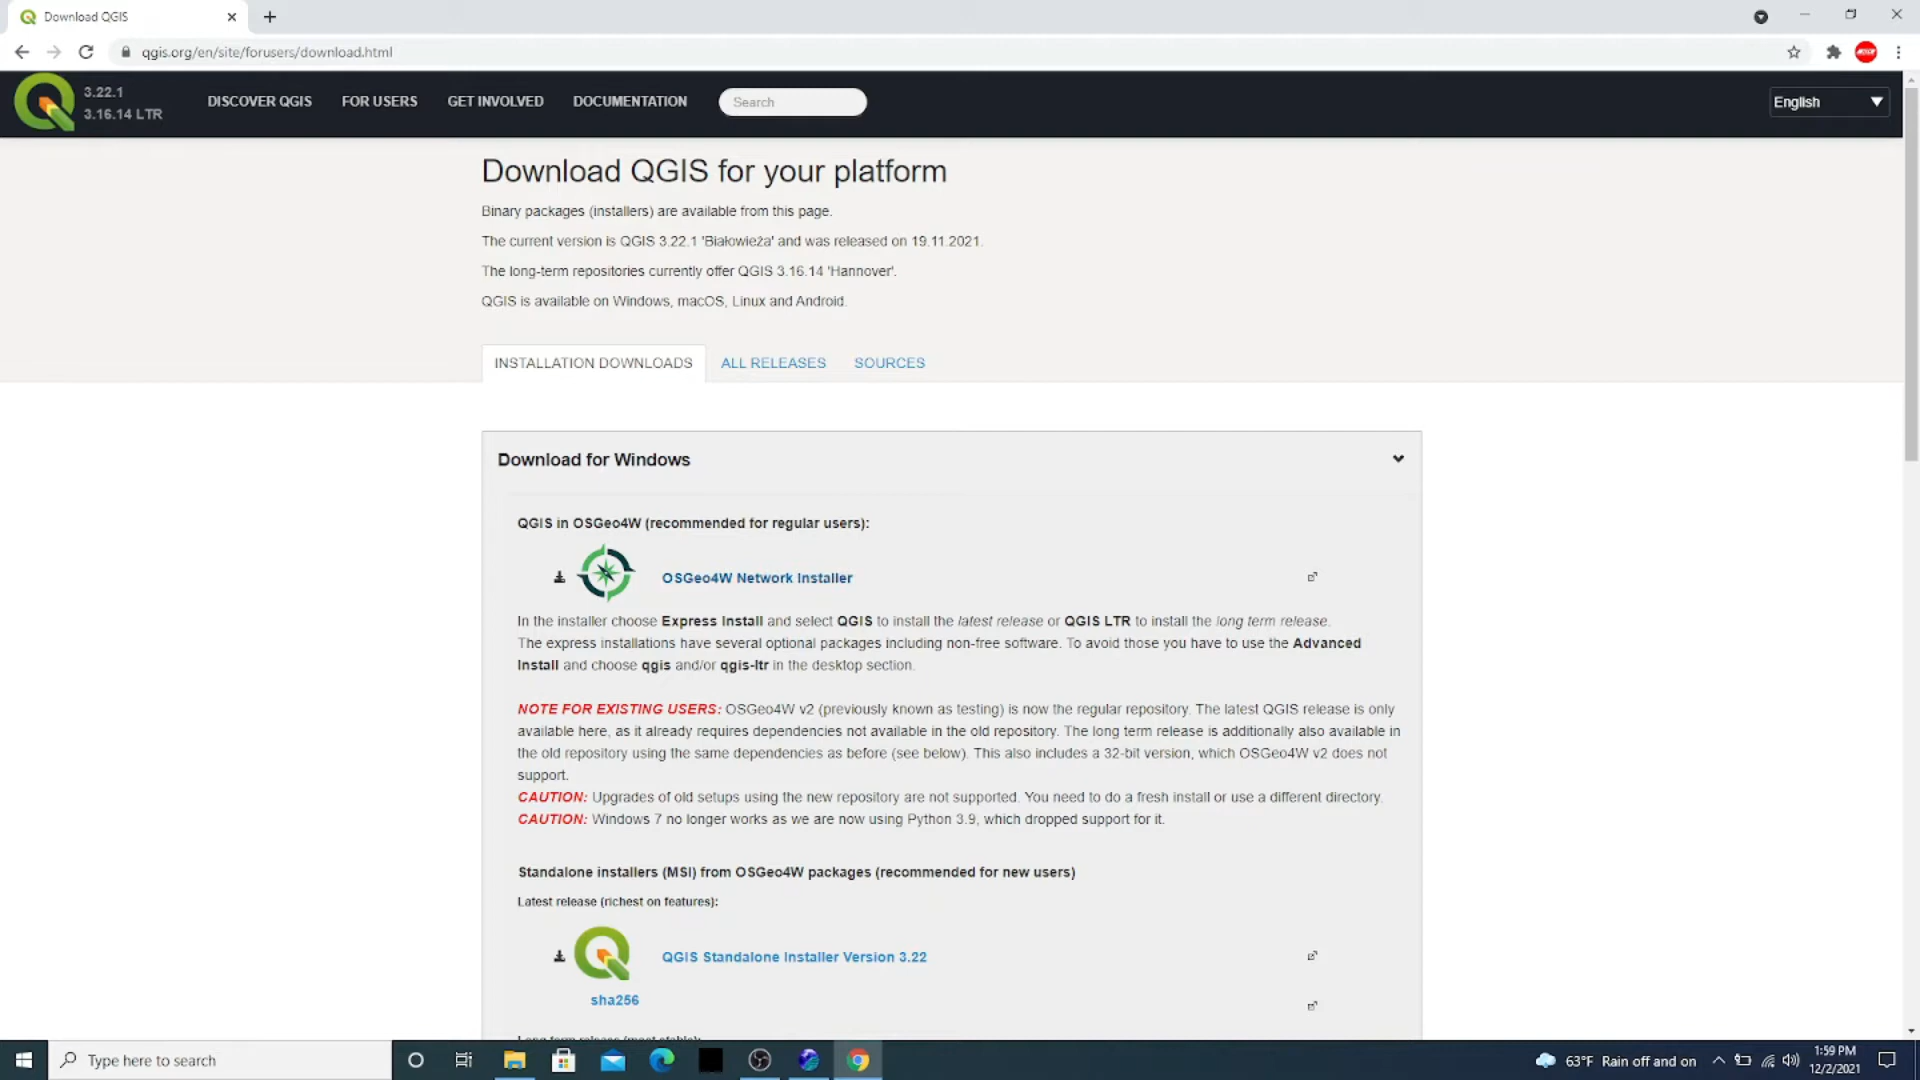 Download QGIS
qgis.org/en/site/forusers/download.html
3.22.1
3.16.14 LTR
DISCOVER QGIS
FOR USERS
GET INVOLVED
DOCUMENTATION
Search
English
Download QGIS for your platform
Binary packages (installers) are available from this page.
The current version is QGIS 3.22.1 'Białowieża' and was released on 19.11.2021.
The long-term repositories currently offer QGIS 3.16.14 'Hannover'.
QGIS is available on Windows, macOS, Linux and Android.
INSTALLATION DOWNLOADS
ALL RELEASES
SOURCES
Download for Windows
QGIS in OSGeo4W (recommended for regular users):
OSGeo4W Network Installer
In the installer choose Express Install and select QGIS to install the latest release or QGIS LTR to install the long term release.
The express installations have several optional packages including non-free software. To avoid those you have to use the Advanced
Install and choose qgis and/or qgis-ltr in the desktop section.
NOTE FOR EXISTING USERS: OSGeo4W v2 (previously known as testing) is now the regular repository. The latest QGIS release is only
available here, as it already requires dependencies not available in the old repository. The long term release is additionally also available in
the old repository using the same dependencies as before (see below). This also includes a 32-bit version, which OSGeo4W v2 does not
support.
CAUTION: Upgrades of old setups using the new repository are not supported. You need to do a fresh install or use a different directory.
CAUTION: Windows 7 no longer works as we are now using Python 3.9, which dropped support for it.
Standalone installers (MSI) from OSGeo4W packages (recommended for new users)
Latest release (richest on features):
QGIS Standalone Installer Version 3.22
sha256
Long term release (most stable):
Type here to search
63°F Rain off and on
1:59 PM
12/2/2021